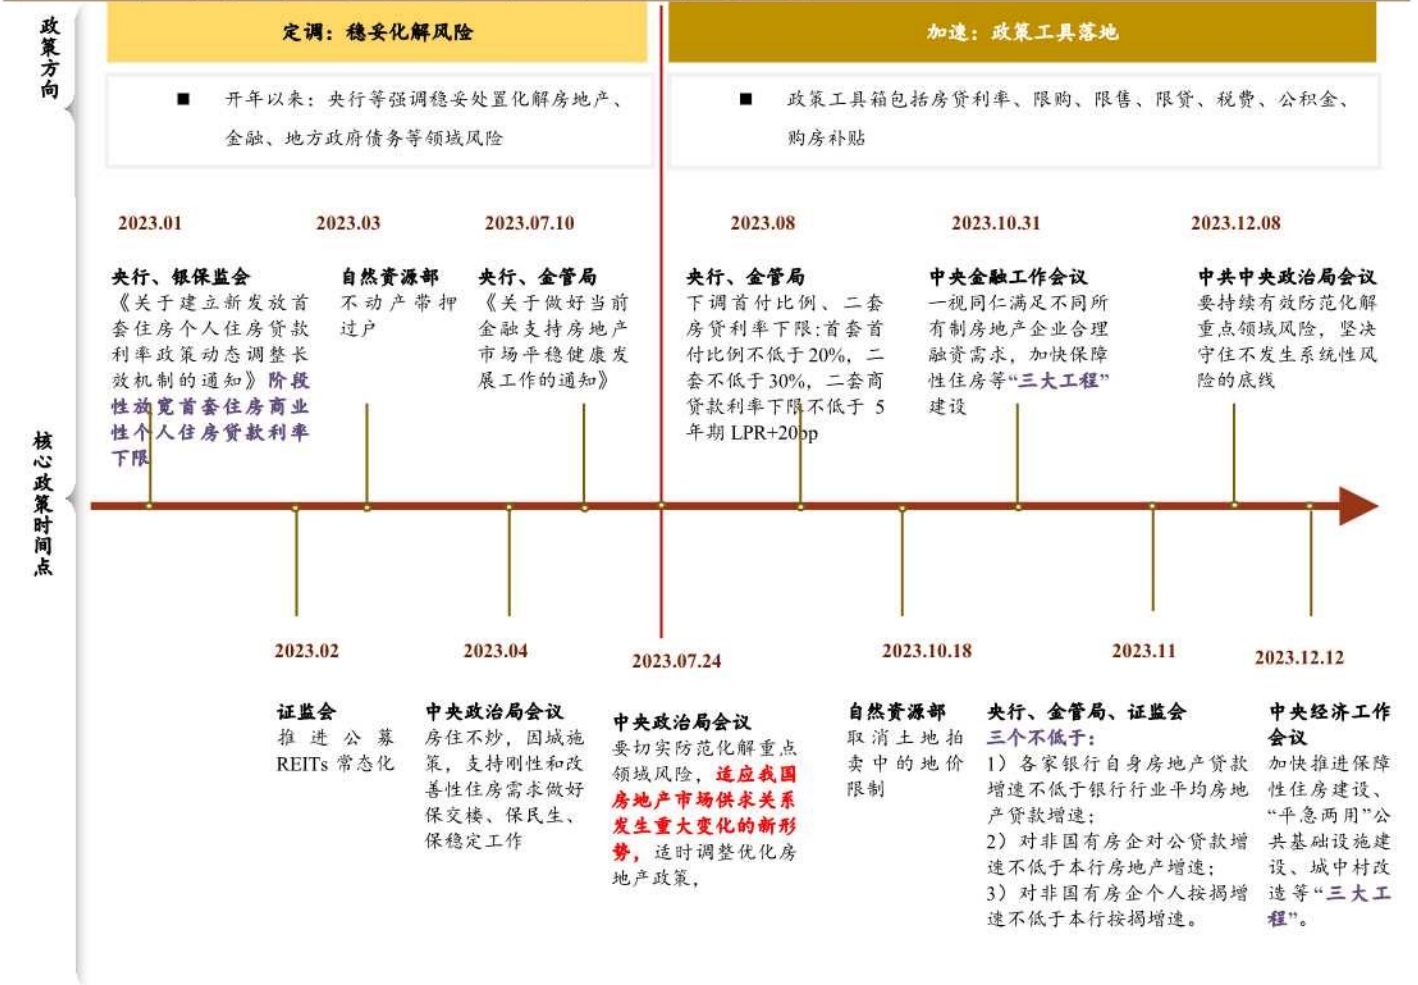 政策方向
定调：稳妥化解风险
加速：政策工具落地
■ 开年以来：央行等强调稳妥处置化解房地产、
金融、地方政府债务等领域风险
■ 政策工具箱包括房贷利率、限购、限售、限贷、税费、公积金、
购房补贴
核心政策时间点
2023.01
央行、银保监会
《关于建立新发放首
套住房个人住房贷款
利率政策动态调整长
效机制的通知》阶段
性放宽首套住房商业
性个人住房贷款利率
下限
2023.03
自然资源部
不动产带押
过户
2023.07.10
央行、金管局
《关于做好当前
金融支持房地产
市场平稳健康发
展工作的通知》
2023.08
央行、金管局
下调首付比例、二套
房贷利率下限:首套首
付比例不低于20%，二
套不低于30%，二套商
贷款利率下限不低于 5
年期 LPR+20bp
2023.10.31
中央金融工作会议
一视同仁满足不同所
有制房地产企业合理
融资需求，加快保障
性住房等“三大工程”
建设
2023.12.08
中共中央政治局会议
要持续有效防范化解
重点领域风险，坚决
守住不发生系统性风
险的底线
2023.02
证监会
推进公募
REITs 常态化
2023.04
中央政治局会议
房住不炒，因城施
策，支持刚性和改
善性住房需求做好
保交楼、保民生、
保稳定工作
2023.07.24
中央政治局会议
要切实防范化解重点
领域风险，适应我国
房地产市场供求关系
发生重大变化的新形
势，适时调整优化房
地产政策，
2023.10.18
自然资源部
取消土地拍
卖中的地价
限制
2023.11
央行、金管局、证监会
三个不低于：
1）各家银行自身房地产贷款
增速不低于银行行业平均房地
产贷款增速；
2）对非国有房企对公贷款增
速不低于本行房地产增速；
3）对非国有房企个人按揭增
速不低于本行按揭增速。
2023.12.12
中央经济工作
会议
加快推进保障
性住房建设、
“平急两用”公
共基础设施建
设、城中村改
造等“三大工
程”。